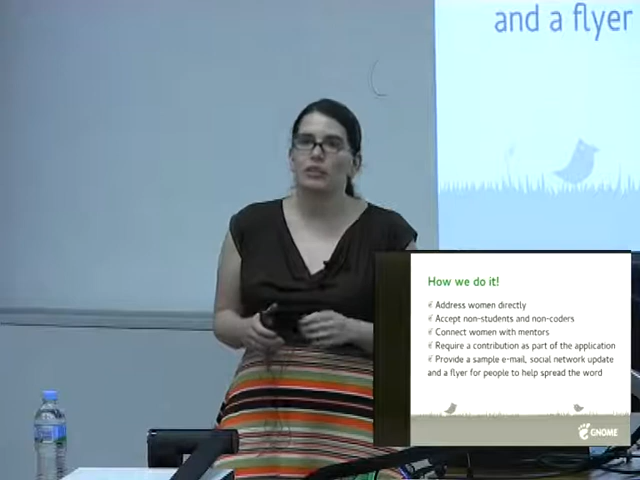 and a flyer
How we do it!
Address women directly
Accept non-students and non-coders
Connect women with mentors
Require a contribution as part of the application
Provide a sample e-mail, social network update
and a flyer for people to help spread the word
GNOME